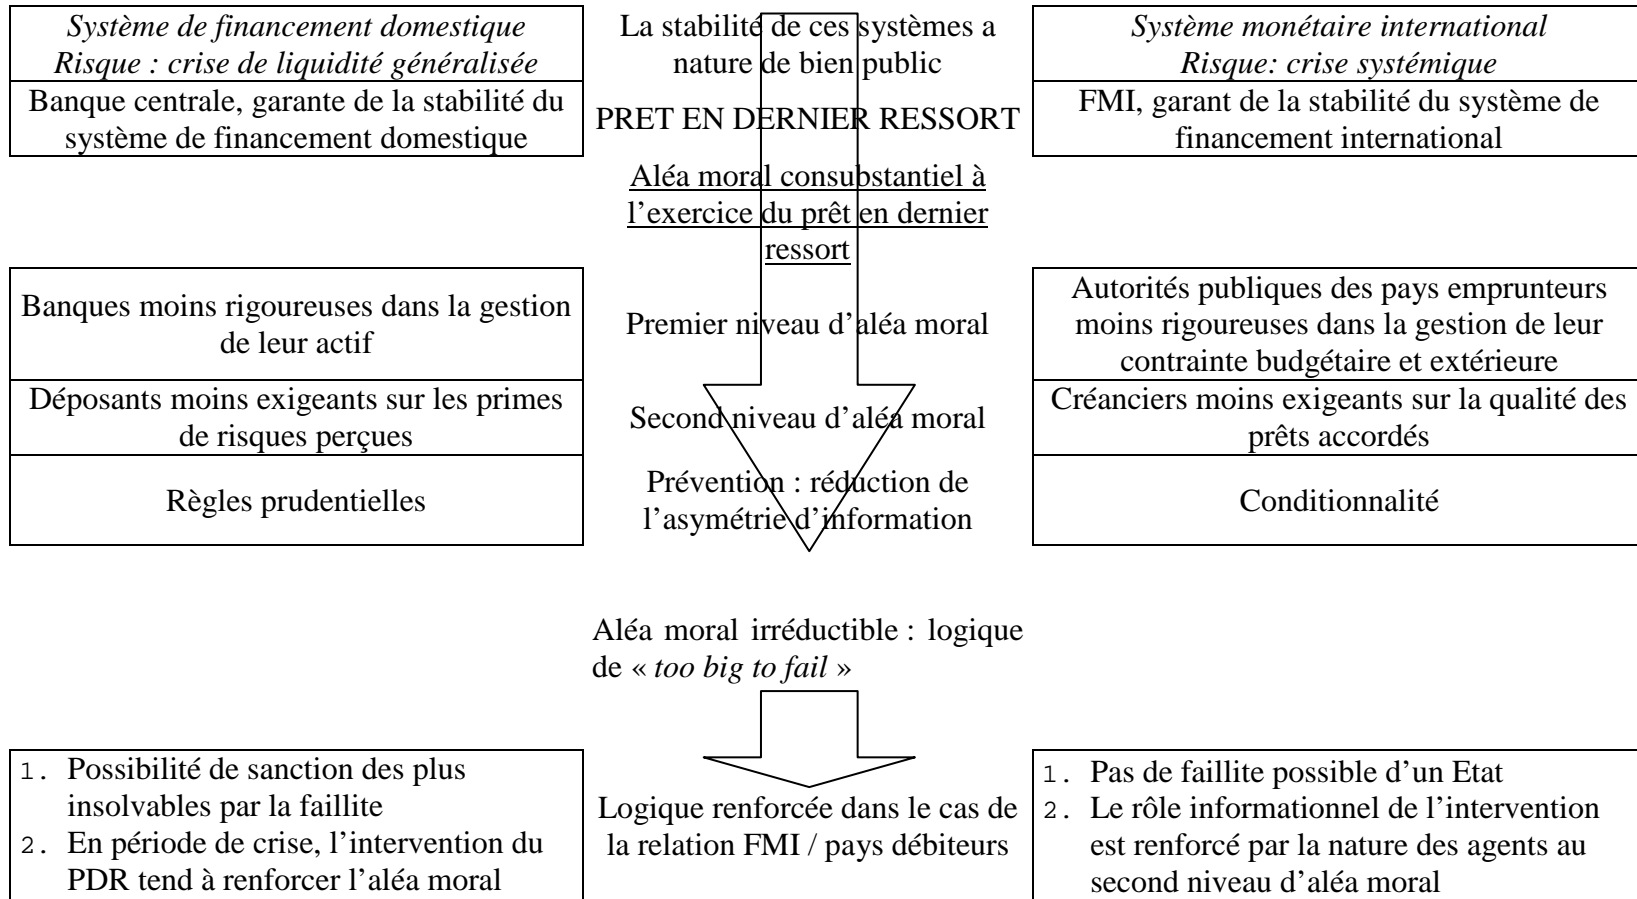 Système de financement domestique
Risque : crise de liquidité généralisée
La stabilité de ces systèmes a
nature de bien public
Système monétaire international
Risque: crise systémique
Banque centrale, garante de la stabilité du
système de financement domestique
PRET EN DERNIER RESSORT
FMI, garant de la stabilité du système de
financement international
Aléa moral consubstantiel à
l’exercice du prêt en dernier
ressort
Banques moins rigoureuses dans la gestion
de leur actif
Premier niveau d’aléa moral
Autorités publiques des pays emprunteurs
moins rigoureuses dans la gestion de leur
contrainte budgétaire et extérieure
Déposants moins exigeants sur les primes
de risques perçues
Second niveau d’aléa moral
Créanciers moins exigeants sur la qualité des
prêts accordés
Règles prudentielles
Prévention : réduction de
l’asymétrie d’information
Conditionnalité
Aléa moral irréductible : logique
de « too big to fail »
1. Possibilité de sanction des plus
insolvables par la faillite
2. En période de crise, l’intervention du
PDR tend à renforcer l’aléa moral
Logique renforcée dans le cas de
la relation FMI / pays débiteurs
1. Pas de faillite possible d’un Etat
2. Le rôle informationnel de l’intervention
est renforcé par la nature des agents au
second niveau d’aléa moral